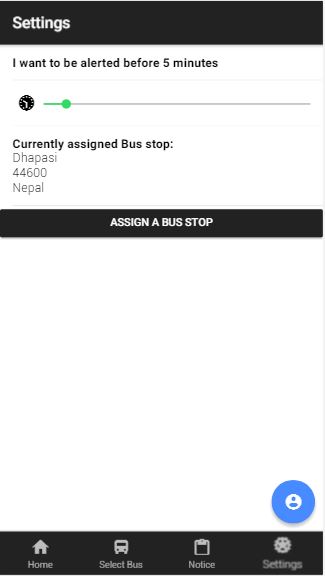 Settings
I want to be alerted before 5 minutes
Currently assigned Bus stop:
Dhapasi
44600
Nepal
ASSIGN A BUS STOP
Home
Select Bus
Notice
Settings